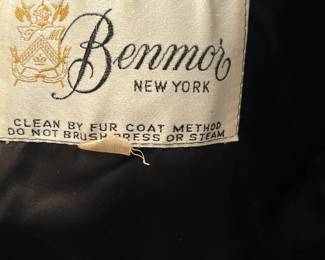 Benmor
NEW YORK
CLEAN BY FUR COAT METHOD
DO NOT BRUSH PRESS OR STEAM